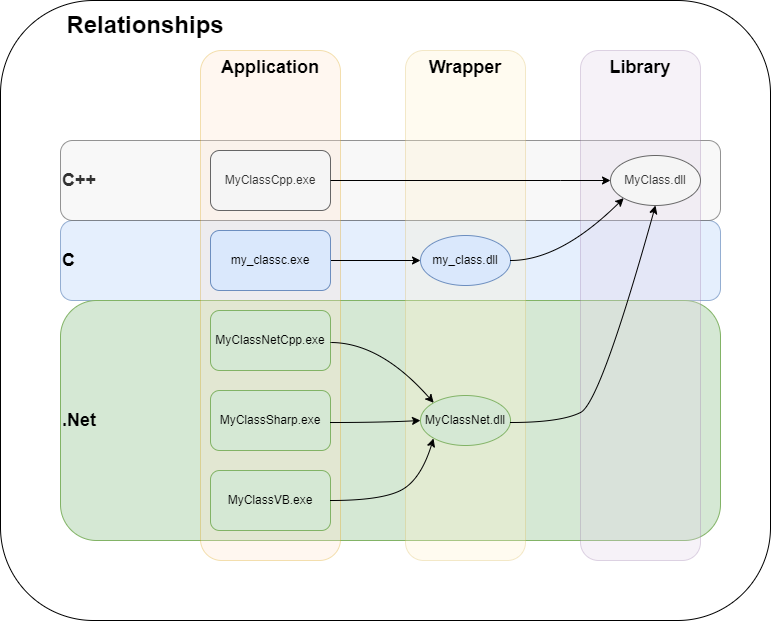 Relationships
Application
Wrapper
Library
C++
MyClassCpp.exe
MyClass.dll
C
my_classc.exe
my_class.dll
MyClassNetCpp.exe
.Net
MyClassSharp.exe
MyClassNet.dll
MyClassVB.exe